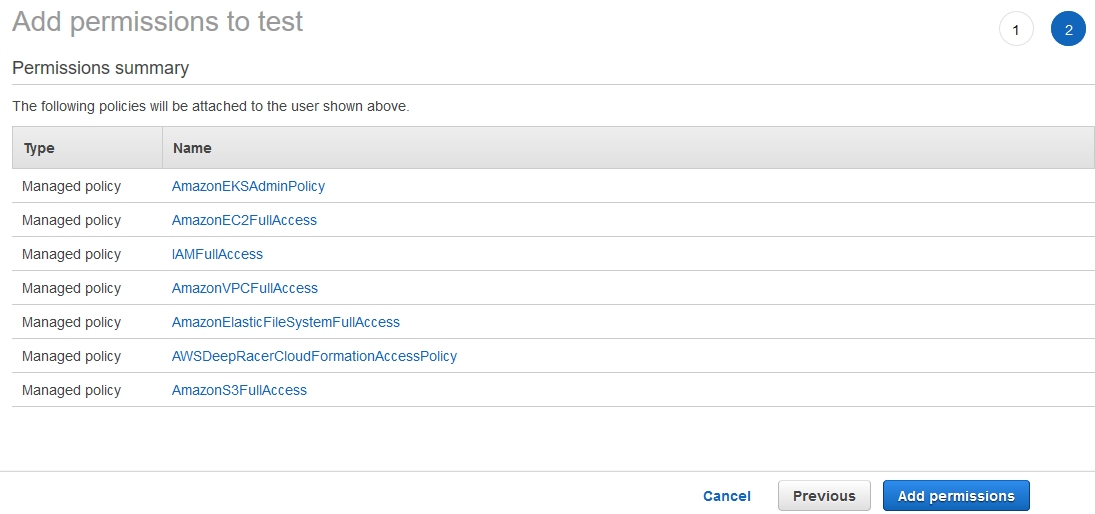 Add permissions to test
1
2
Permissions summary
The following policies will be attached to the user shown above.
Type Name
Managed policy AmazonEKSAdminPolicy
Managed policy AmazonEC2FullAccess
Managed policy IAMFullAccess
Managed policy AmazonVPCFullAccess
Managed policy AmazonElasticFileSystemFullAccess
Managed policy AWSDeepRacerCloudFormationAccessPolicy
Managed policy AmazonS3FullAccess
Cancel Previous Add permissions